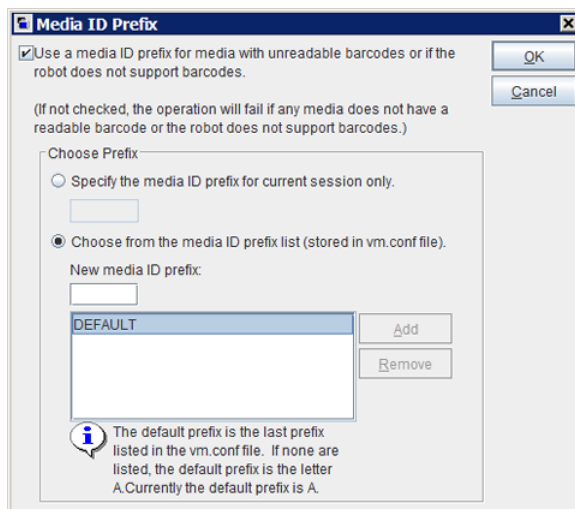 Media ID Prefix
Use a media ID prefix for media with unreadable barcodes or if the
robot does not support barcodes.
OK
Cancel
(If not checked, the operation will fail if any media does not have a
readable barcode or the robot does not support barcodes.)
Choose Prefix
Specify the media ID prefix for current session only.
Choose from the media ID prefix list (stored in vm.conf file).
New media ID prefix:
DEFAULT
Add
Remove
The default prefix is the last prefix
listed in the vm.conf file. If none are
listed, the default prefix is the letter
A.Currently the default prefix is A.